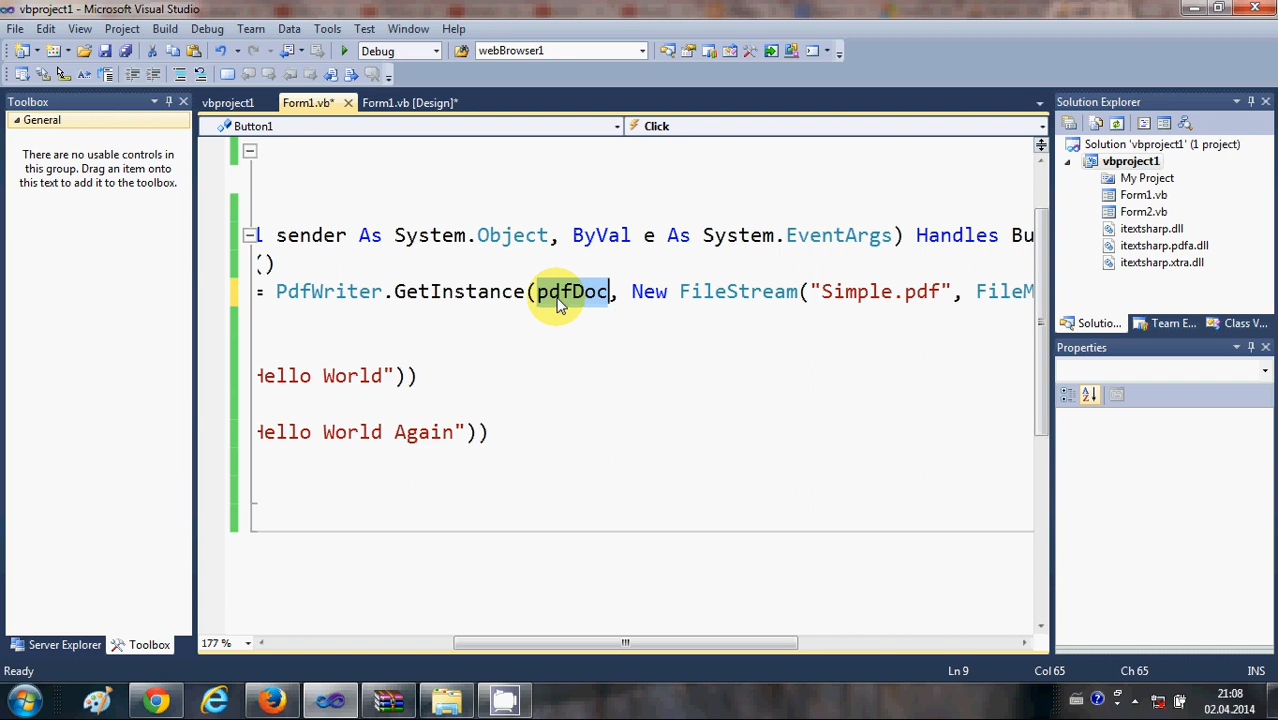 vbproject1 - Microsoft Visual Studio
File Edit View Project Build Debug Team Data Tools Test Window Help
Debug webBrowser1
Toolbox
General
There are no usable controls in
this group. Drag an item onto
this text to add it to the toolbox.
Server Explorer Toolbox
vbproject1 Form1.vb* Form1.vb [Design]*
Button1 Click
l sender As System.Object, ByVal e As System.EventArgs) Handles Bu
()
= PdfWriter.GetInstance(pdfDoc, New FileStream("Simple.pdf", FileM
Hello World"))
Hello World Again"))
177 %
Solution Explorer
Solution 'vbproject1' (1 project)
vbproject1
My Project
Form1.vb
Form2.vb
itextsharp.dll
itextsharp.pdfa.dll
itextsharp.xtra.dll
Solutio... Team E... Class V...
Properties
Ready Ln 9 Col 65 Ch 65 INS
21:08
02.04.2014